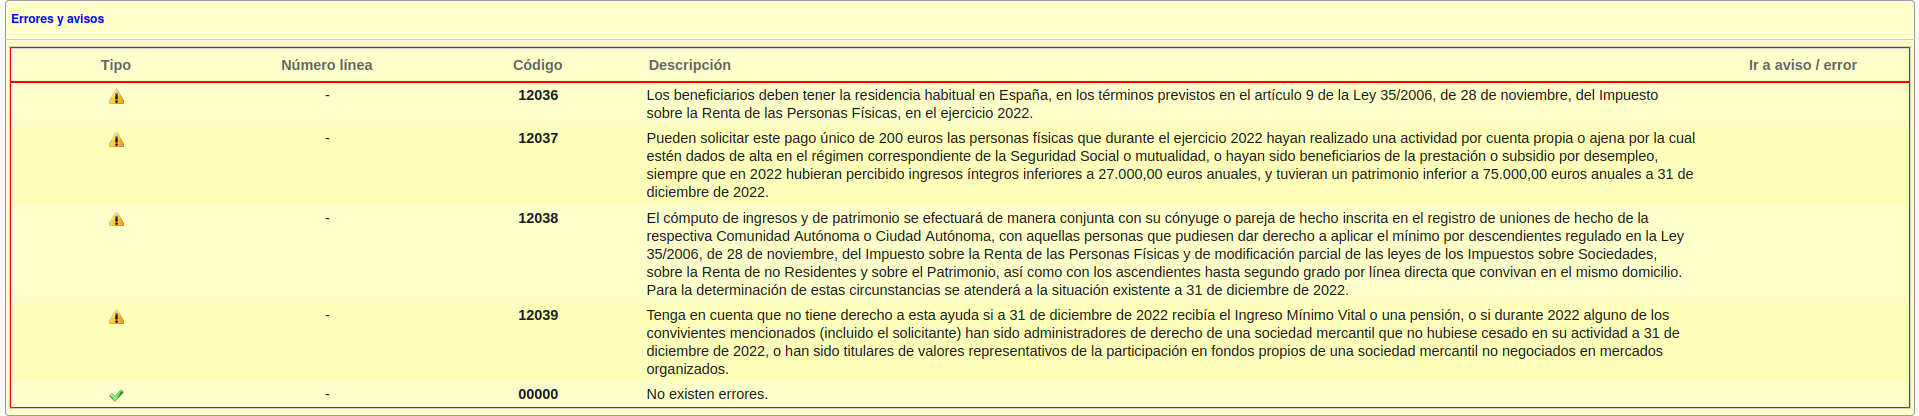 Errores y avisos
Tipo Número línea Código Descripción Ir a aviso / error
- 12036 Los beneficiarios deben tener la residencia habitual en España, en los términos previstos en el artículo 9 de la Ley 35/2006, de 28 de noviembre, del Impuesto
sobre la Renta de las Personas Físicas, en el ejercicio 2022.
- 12037 Pueden solicitar este pago único de 200 euros las personas físicas que durante el ejercicio 2022 hayan realizado una actividad por cuenta propia o ajena por la cual
estén dados de alta en el régimen correspondiente de la Seguridad Social o mutualidad, o hayan sido beneficiarios de la prestación o subsidio por desempleo,
siempre que en 2022 hubieran percibido ingresos íntegros inferiores a 27.000,00 euros anuales, y tuvieran un patrimonio inferior a 75.000,00 euros anuales a 31 de
diciembre de 2022.
- 12038 El cómputo de ingresos y de patrimonio se efectuará de manera conjunta con su cónyuge o pareja de hecho inscrita en el registro de uniones de hecho de la
respectiva Comunidad Autónoma o Ciudad Autónoma, con aquellas personas que pudiesen dar derecho a aplicar el mínimo por descendientes regulado en la Ley
35/2006, de 28 de noviembre, del Impuesto sobre la Renta de las Personas Físicas y de modificación parcial de las leyes de los Impuestos sobre Sociedades,
sobre la Renta de no Residentes y sobre el Patrimonio, así como con los ascendientes hasta segundo grado por línea directa que convivan en el mismo domicilio.
Para la determinación de estas circunstancias se atenderá a la situación existente a 31 de diciembre de 2022.
- 12039 Tenga en cuenta que no tiene derecho a esta ayuda si a 31 de diciembre de 2022 recibía el Ingreso Mínimo Vital o una pensión, o si durante 2022 alguno de los
convivientes mencionados (incluido el solicitante) han sido administradores de derecho de una sociedad mercantil que no hubiese cesado en su actividad a 31 de
diciembre de 2022, o han sido titulares de valores representativos de la participación en fondos propios de una sociedad mercantil no negociados en mercados
organizados.
- 00000 No existen errores.